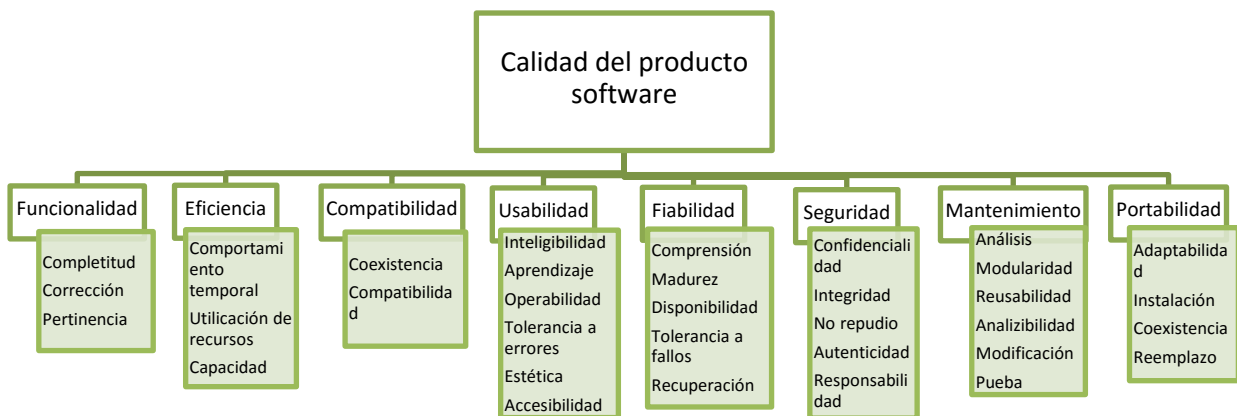 Calidad del producto
software
Funcionalidad
Completitud
Corrección
Pertinencia
Eficiencia
Comportami
ento
temporal
Utilización de
recursos
Capacidad
Compatibilidad
Coexistencia
Compatibilida
d
Usabilidad
Inteligibilidad
Aprendizaje
Operabilidad
Tolerancia a
errores
Estética
Accesibilidad
Fiabilidad
Comprensión
Madurez
Disponibilidad
Tolerancia a
fallos
Recuperación
Seguridad
Confidenciali
dad
Integridad
No repudio
Autenticidad
Responsabili
dad
Mantenimiento
Análisis
Modularidad
Reusabilidad
Analizibilidad
Modificación
Pueba
Portabilidad
Adaptabilida
d
Instalación
Coexistencia
Reemplazo